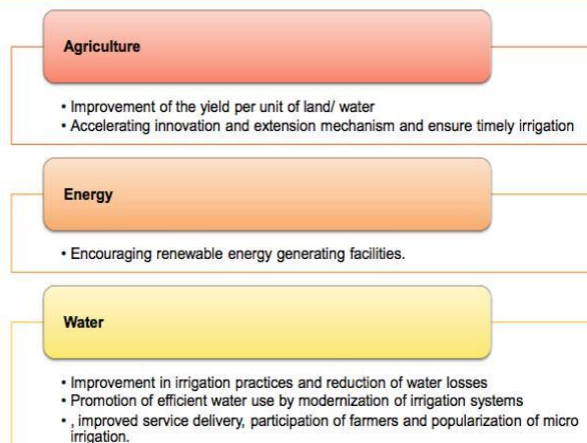 Agriculture
• Improvement of the yield per unit of land/ water
• Accelerating innovation and extension mechanism and ensure timely irrigation
Energy
• Encouraging renewable energy generating facilities.
Water
• Improvement in irrigation practices and reduction of water losses
• Promotion of efficient water use by modernization of irrigation systems
• , improved service delivery, participation of farmers and popularization of micro
irrigation.